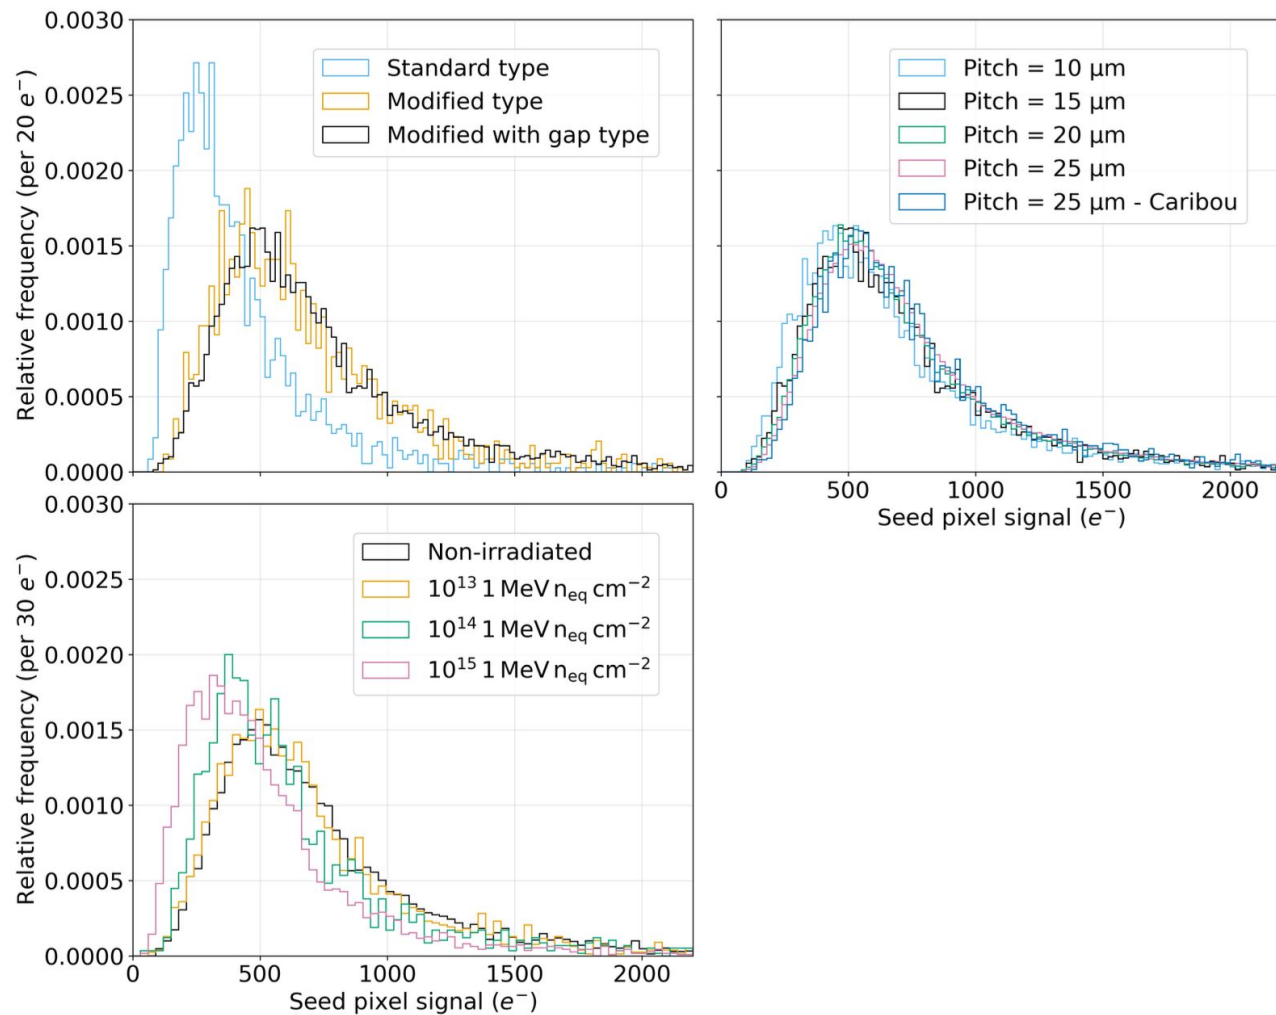 0.0030
0.0025
0.0020
0.0015
0.0010
0.0005
0.0000
Relative frequency (per 20 e⁻)
Standard type
Modified type
Modified with gap type
Pitch = 10 μm
Pitch = 15 μm
Pitch = 20 μm
Pitch = 25 μm
Pitch = 25 μm - Caribou
0 500 1000 1500 2000
Seed pixel signal (e⁻)
0.0030
0.0025
0.0020
0.0015
0.0010
0.0005
0.0000
Relative frequency (per 30 e⁻)
Non-irradiated
10¹³ 1 MeV n_eq cm⁻²
10¹⁴ 1 MeV n_eq cm⁻²
10¹⁵ 1 MeV n_eq cm⁻²
0 500 1000 1500 2000
Seed pixel signal (e⁻)